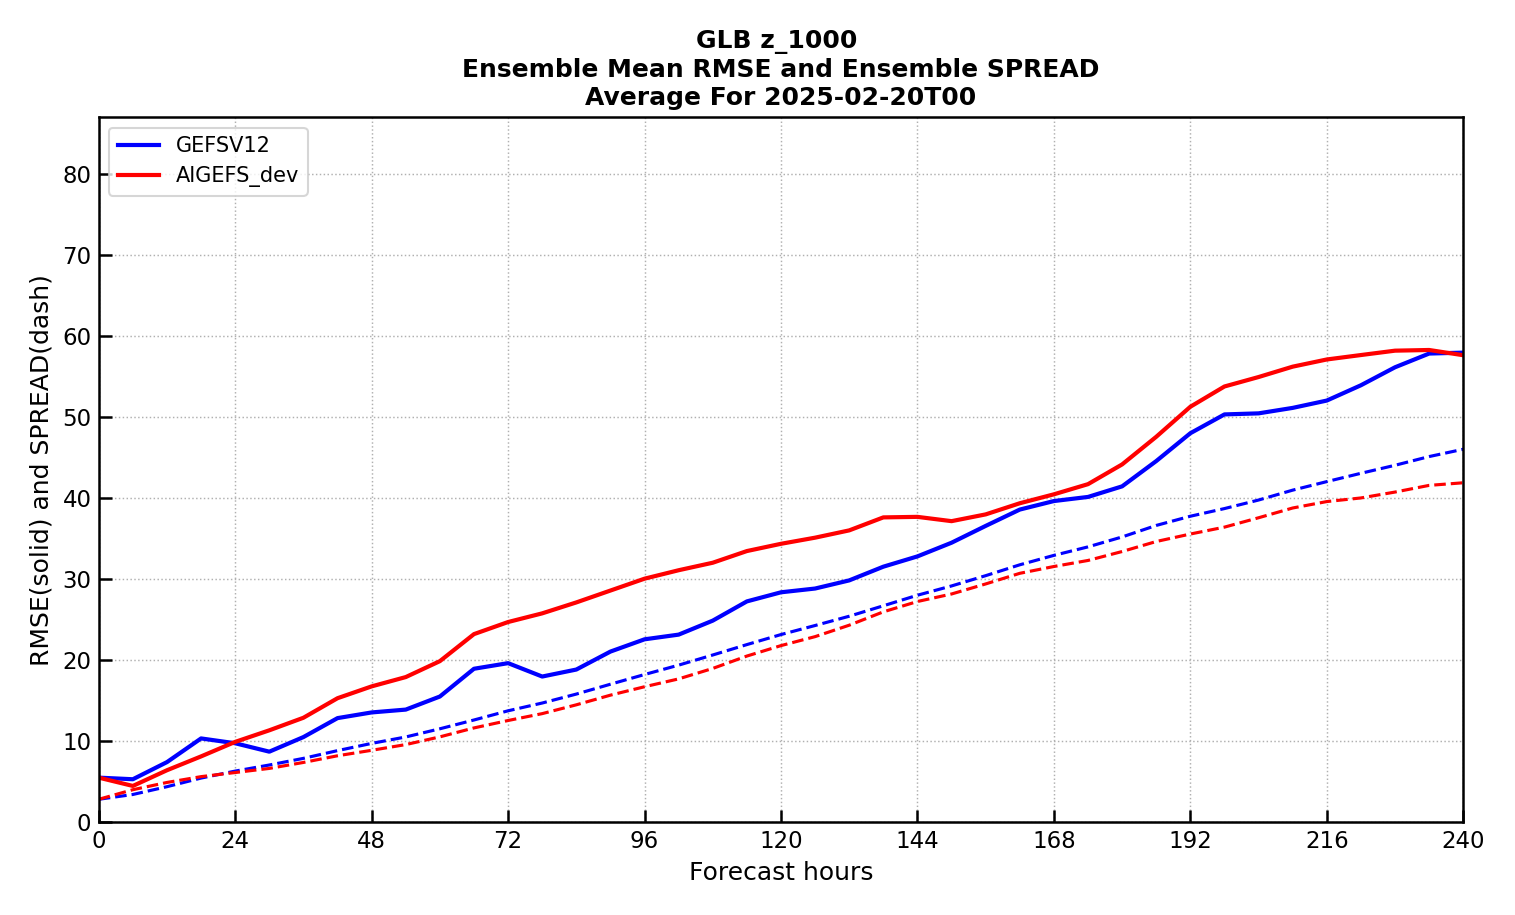 GLB z_1000
Ensemble Mean RMSE and Ensemble SPREAD
Average For 2025-02-20T00
GEFSV12
AIGEFS_dev
RMSE(solid) and SPREAD(dash)
80
70
60
50
40
30
20
10
0
0 24 48 72 96 120 144 168 192 216 240
Forecast hours